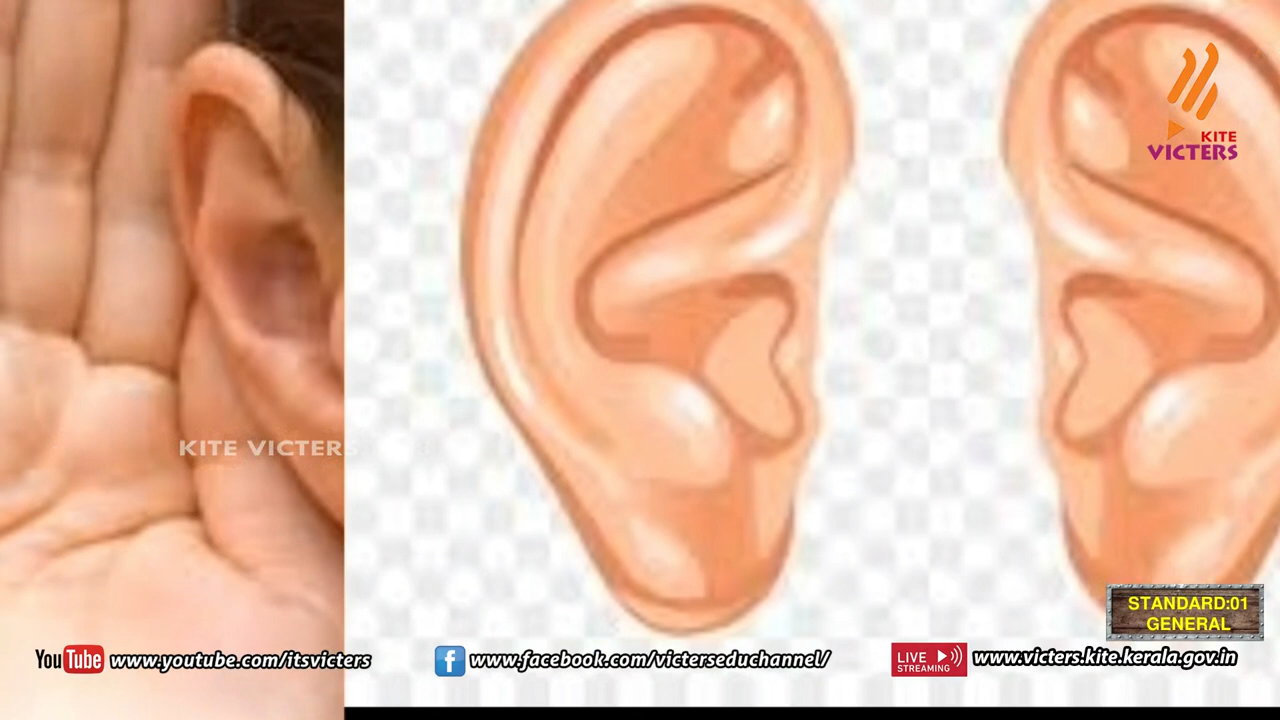 KITE
VICTERS
KITE VICTERS
STANDARD:01
GENERAL
YouTube www.youtube.com/itsvicters
f www.facebook.com/victerseduchannel/
LIVE STREAMING www.victers.kite.kerala.gov.in